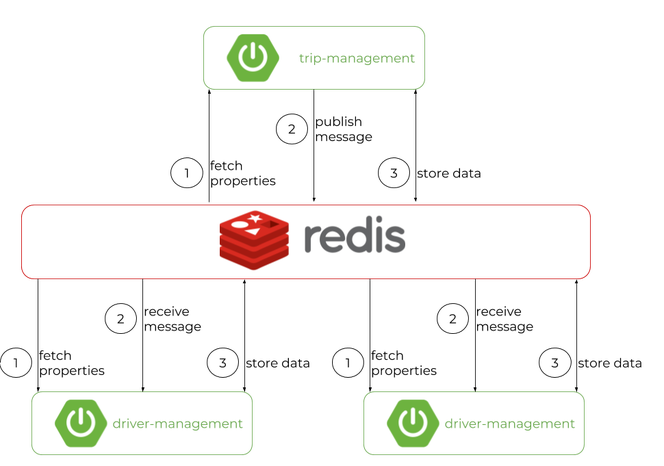 trip-management
2
publish
message
1
fetch
properties
3
store data
redis
2
receive
message
2
receive
message
1
fetch
properties
3
store data
1
fetch
properties
3
store data
driver-management
driver-management